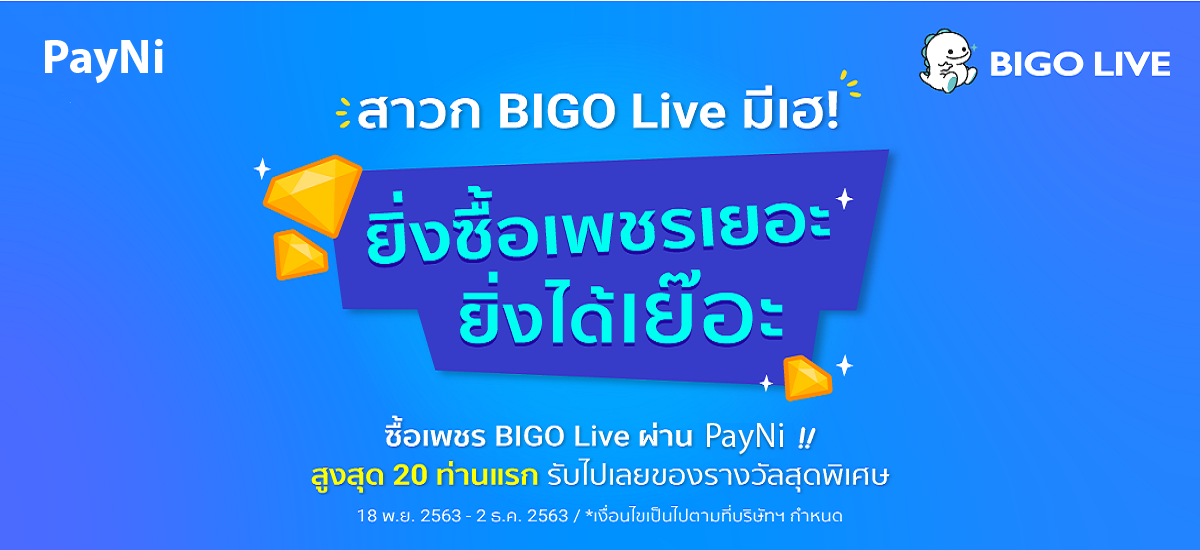 PayNi
BIGO LIVE
สาวก BIGO Live มีเฮ!
ยิ่งซื้อเพชรเยอะ
ยิ่งได้เย๊อะ
ซื้อเพชร BIGO Live ผ่าน PayNi !!
สูงสุด 20 ท่านแรก รับไปเลยของรางวัลสุดพิเศษ
18 พ.ย. 2563 - 2 ธ.ค. 2563 / *เงื่อนไขเป็นไปตามที่บริษัทฯ กำหนด